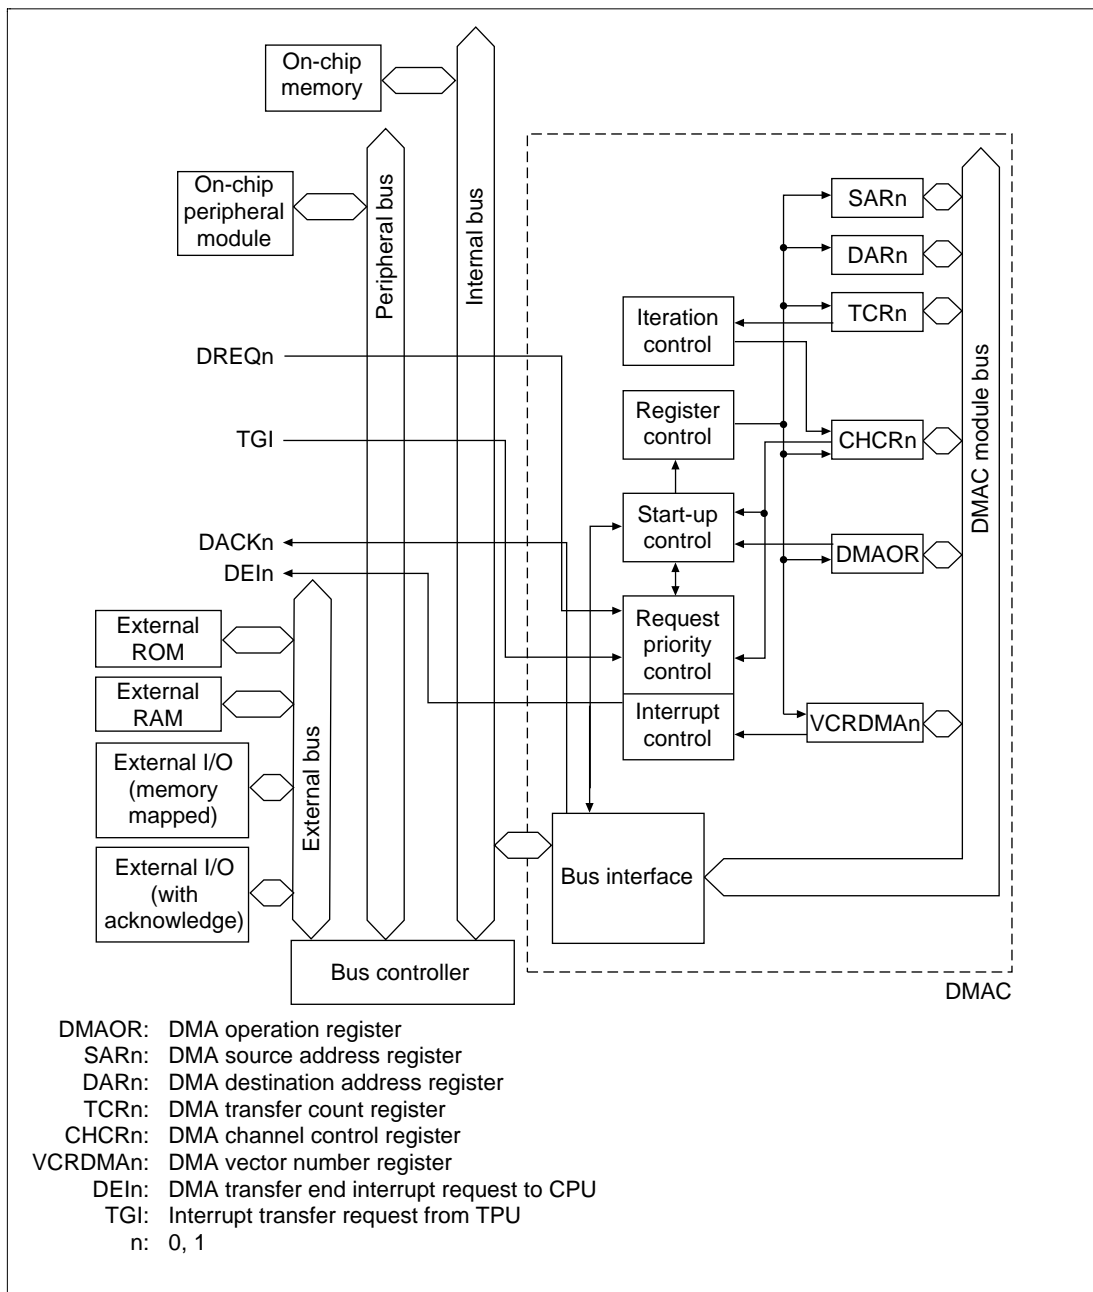 On-chip
memory
On-chip
peripheral
module
Peripheral bus
Internal bus
SARn
DARn
TCRn
Iteration
control
DREQn
Register
control
CHCRn
TGI
DMAC module bus
Start-up
control
DACKn
DMAOR
DEIn
External
ROM
Request
priority
control
External
RAM
Interrupt
control
VCRDMAn
External I/O
(memory
mapped)
External bus
External I/O
(with
acknowledge)
Bus interface
Bus controller
DMAC
DMAOR: DMA operation register
SARn: DMA source address register
DARn: DMA destination address register
TCRn: DMA transfer count register
CHCRn: DMA channel control register
VCRDMAn: DMA vector number register
DEIn: DMA transfer end interrupt request to CPU
TGI: Interrupt transfer request from TPU
n: 0, 1